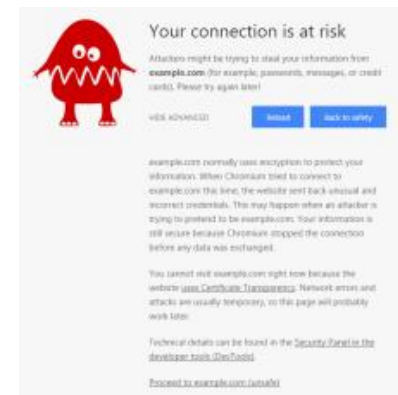 Your connection is at risk
Attackers might be trying to steal your information from
example.com (for example, passwords, messages, or credit
cards). Please try again later!
HIDE ADVANCED
Reload
Back to safety
example.com normally uses encryption to protect your
information. When Chromium tried to connect to
example.com this time, the website sent back unusual and
incorrect credentials. This may happen when an attacker is
trying to pretend to be example.com. Your information is
still secure because Chromium stopped the connection
before any data was exchanged.
You cannot visit example.com right now because the
website uses Certificate Transparency. Network errors and
attacks are usually temporary, so this page will probably
work later.
Technical details can be found in the Security Panel in the
developer tools (DevTools).
Proceed to example.com (unsafe)